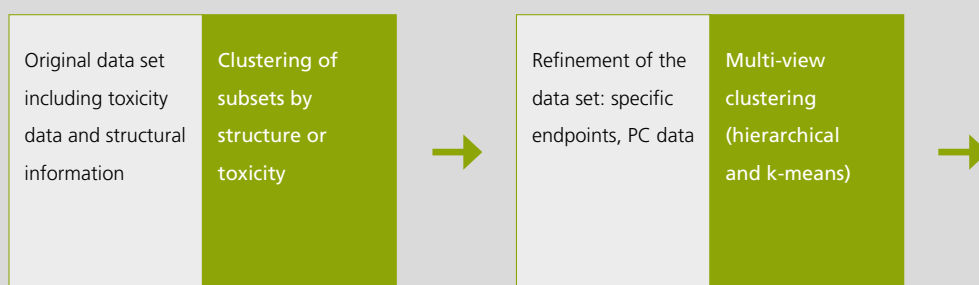 Original data set
including toxicity
data and structural
information
Clustering of
subsets by
structure or
toxicity
Refinement of the
data set: specific
endpoints, PC data
Multi-view
clustering
(hierarchical
and k-means)